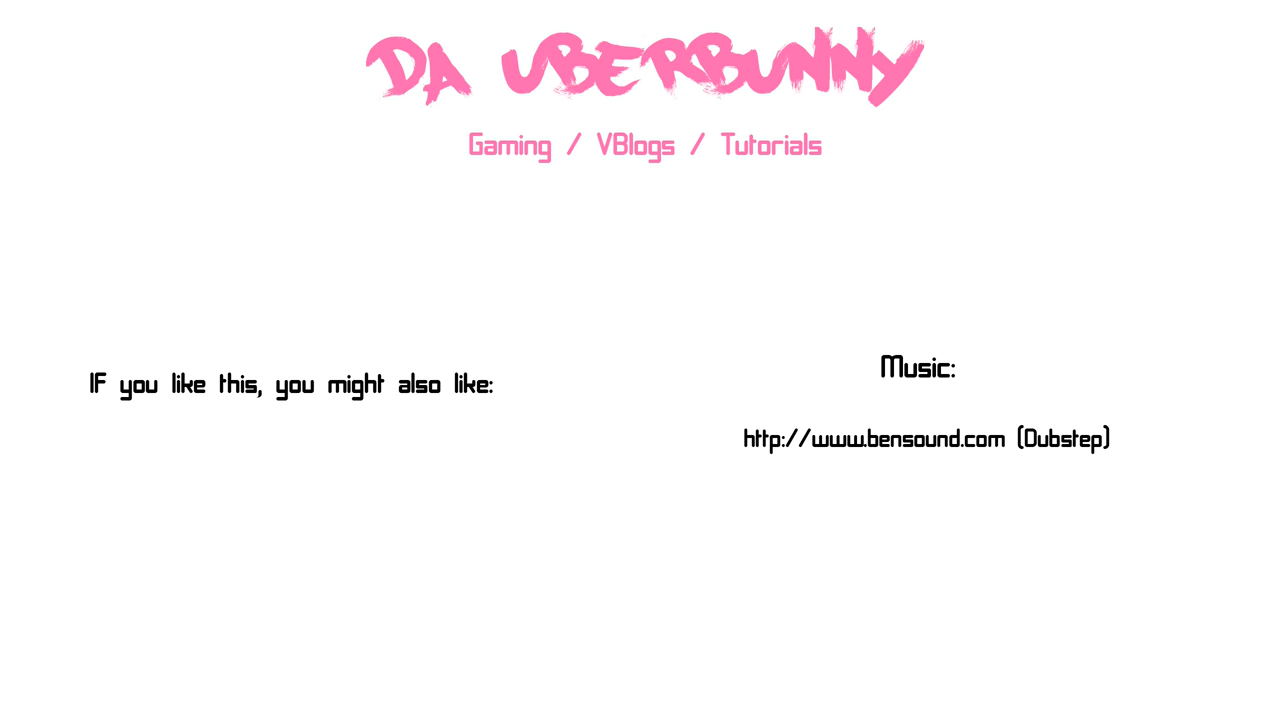 DA UBERBUNNY
Gaming / VBlogs / Tutorials
IF you like this, you might also like:
Music:
http://www.bensound.com (Dubstep)